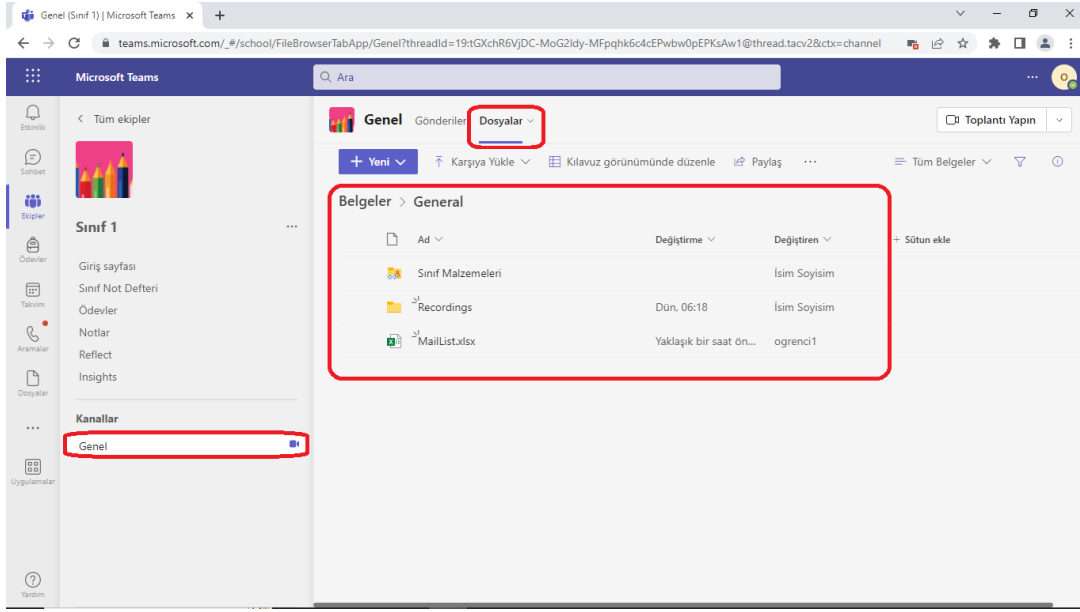 Genel (Sınıf 1) | Microsoft Teams
teams.microsoft.com/_#/school/FileBrowserTabApp/Genel?threadId=19:tGXchR6VjDC-MoG2Idy-MFpqhk6c4cEPwbw0pEPKsAw1@thread.tacv2&ctx=channel
Microsoft Teams
Ara
O
Etkinlik
Sohbet
Ekipler
Ödevler
Takvim
Aramalar
Dosyalar
Uygulamalar
Yardım
Tüm ekipler
Sınıf 1
Giriş sayfası
Sınıf Not Defteri
Ödevler
Notlar
Reflect
Insights
Kanallar
Genel
Genel Gönderiler Dosyalar
Toplantı Yapın
+ Yeni Karşıya Yükle Kılavuz görünümünde düzenle Paylaş ... Tüm Belgeler
Belgeler > General
Ad Değiştirme Değiştiren + Sütun ekle
Sınıf Malzemeleri İsim Soyisim
Recordings Dün, 06:18 İsim Soyisim
MailList.xlsx Yaklaşık bir saat ön... ogrenci1